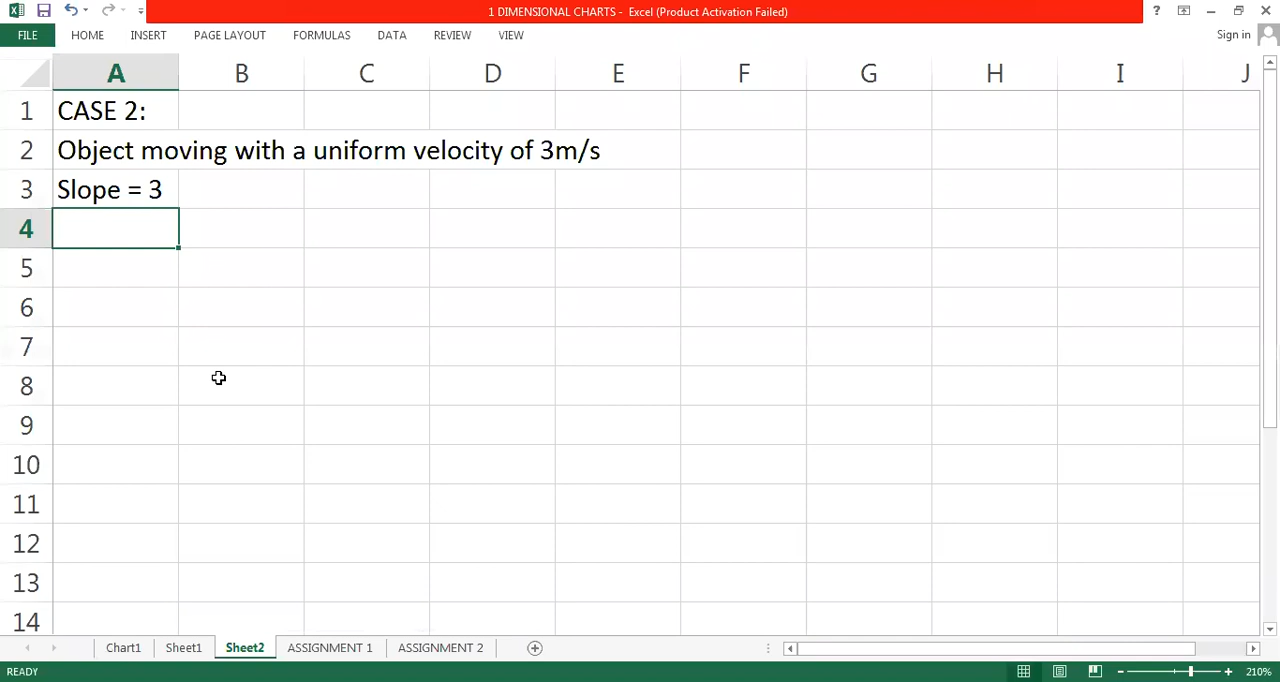 1 DIMENSIONAL CHARTS - Excel (Product Activation Failed)
?
FILE HOME INSERT PAGE LAYOUT FORMULAS DATA REVIEW VIEW Sign in
A B C D E F G H I J
1 CASE 2:
2 Object moving with a uniform velocity of 3m/s
3 Slope = 3
4
5
6
7
8
9
10
11
12
13
14
Chart1 Sheet1 Sheet2 ASSIGNMENT 1 ASSIGNMENT 2
READY 210%